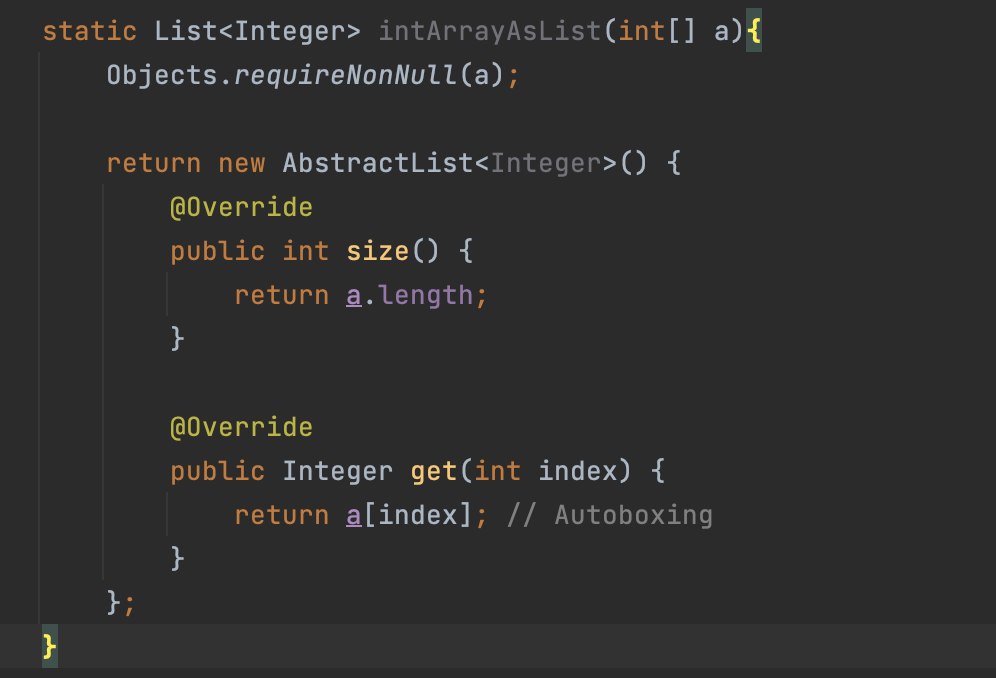 static List<Integer> intArrayAsList(int[] a){
    Objects.requireNonNull(a);

    return new AbstractList<Integer>() {
        @Override
        public int size() {
            return a.length;
        }

        @Override
        public Integer get(int index) {
            return a[index]; // Autoboxing
        }
    };
}